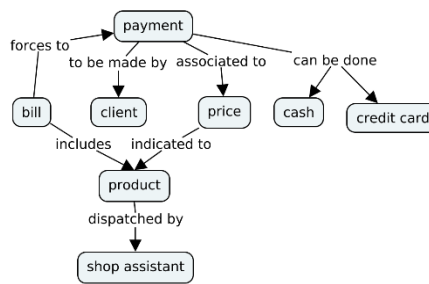 payment
forces to
to be made by
associated to
can be done
bill
client
price
cash
credit card
includes
indicated to
product
dispatched by
shop assistant